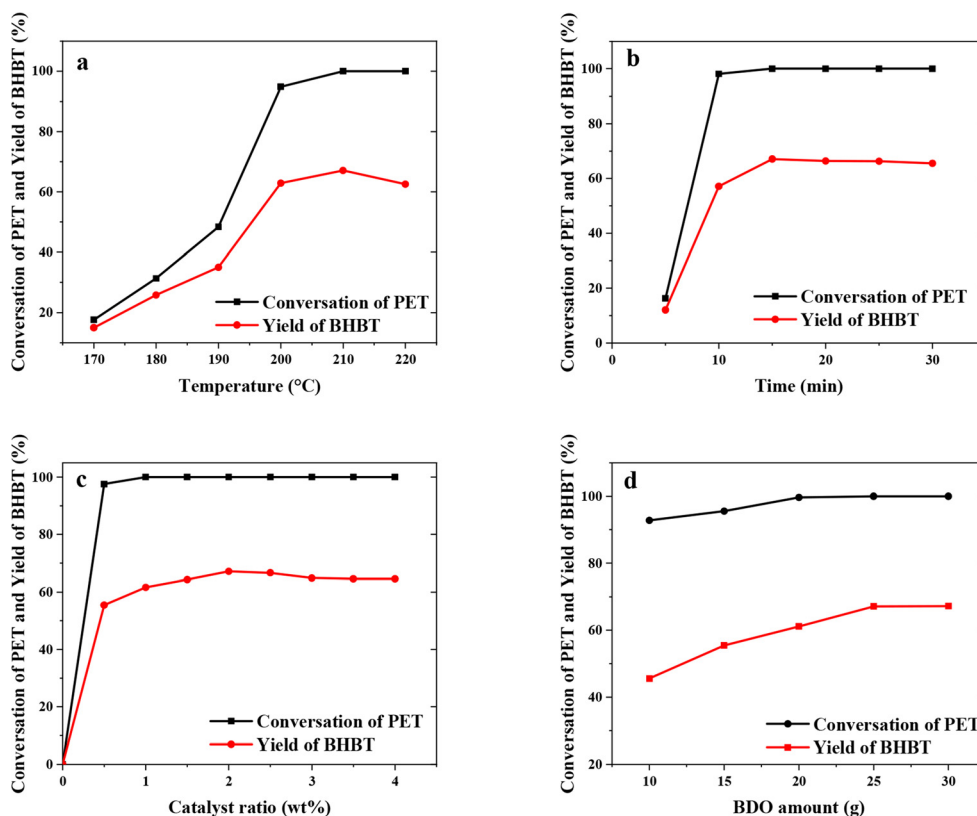 Conversation of PET and Yield of BHBT (%)
a
100
80
60
40
20
Conversation of PET
Yield of BHBT
170 180 190 200 210 220
Temperature (°C)
Conversation of PET and Yield of BHBT (%)
b
100
80
60
40
20
0
Conversation of PET
Yield of BHBT
0 10 20 30
Time (min)
Conversation of PET and Yield of BHBT (%)
c
100
80
60
40
20
0
Conversation of PET
Yield of BHBT
0 1 2 3 4
Catalyst ratio (wt%)
Conversation of PET and Yield of BHBT (%)
d
100
80
60
40
20
Conversation of PET
Yield of BHBT
10 15 20 25 30
BDO amount (g)